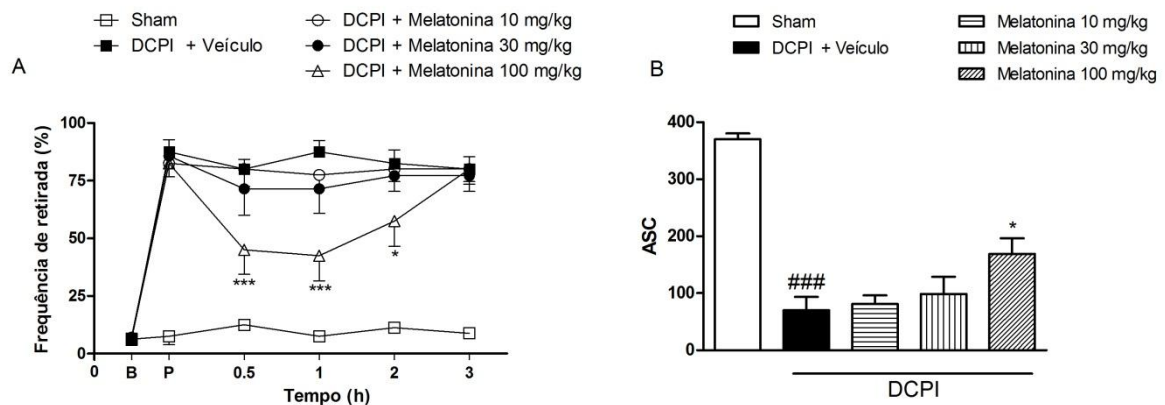 A
Sham
DCPI + Veículo
DCPI + Melatonina 10 mg/kg
DCPI + Melatonina 30 mg/kg
DCPI + Melatonina 100 mg/kg
Frequência de retirada (%)
100
75
50
25
0
***
***
*
0 B P 0.5 1 2 3
Tempo (h)
B
Sham
DCPI + Veículo
Melatonina 10 mg/kg
Melatonina 30 mg/kg
Melatonina 100 mg/kg
ASC
400
300
200
100
0
###
*
DCPI